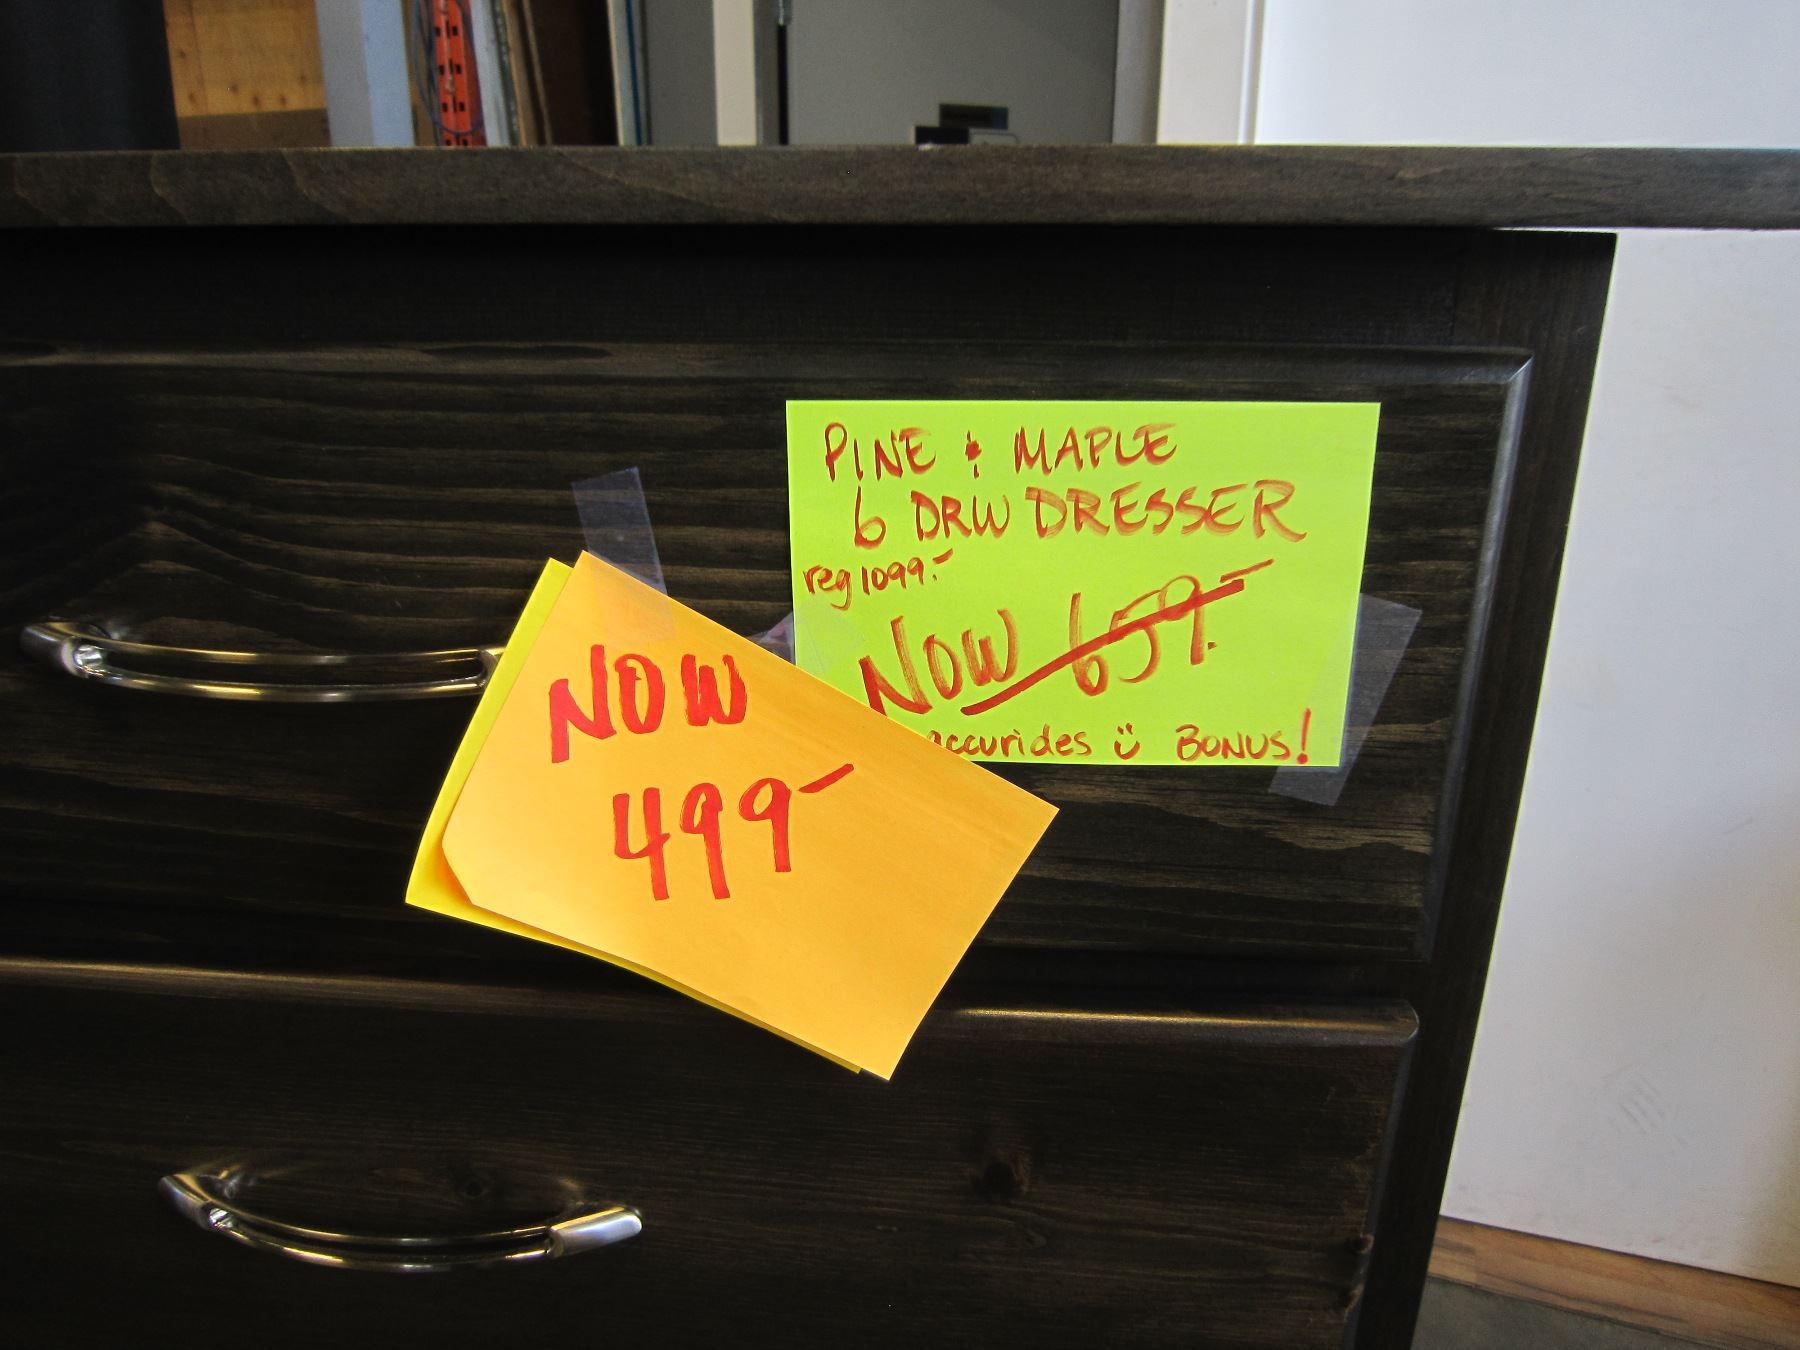 PINE & MAPLE
6 DRW DRESSER
reg 1099.-
NOW 659.-
accurides ü BONUS!
NOW
499-